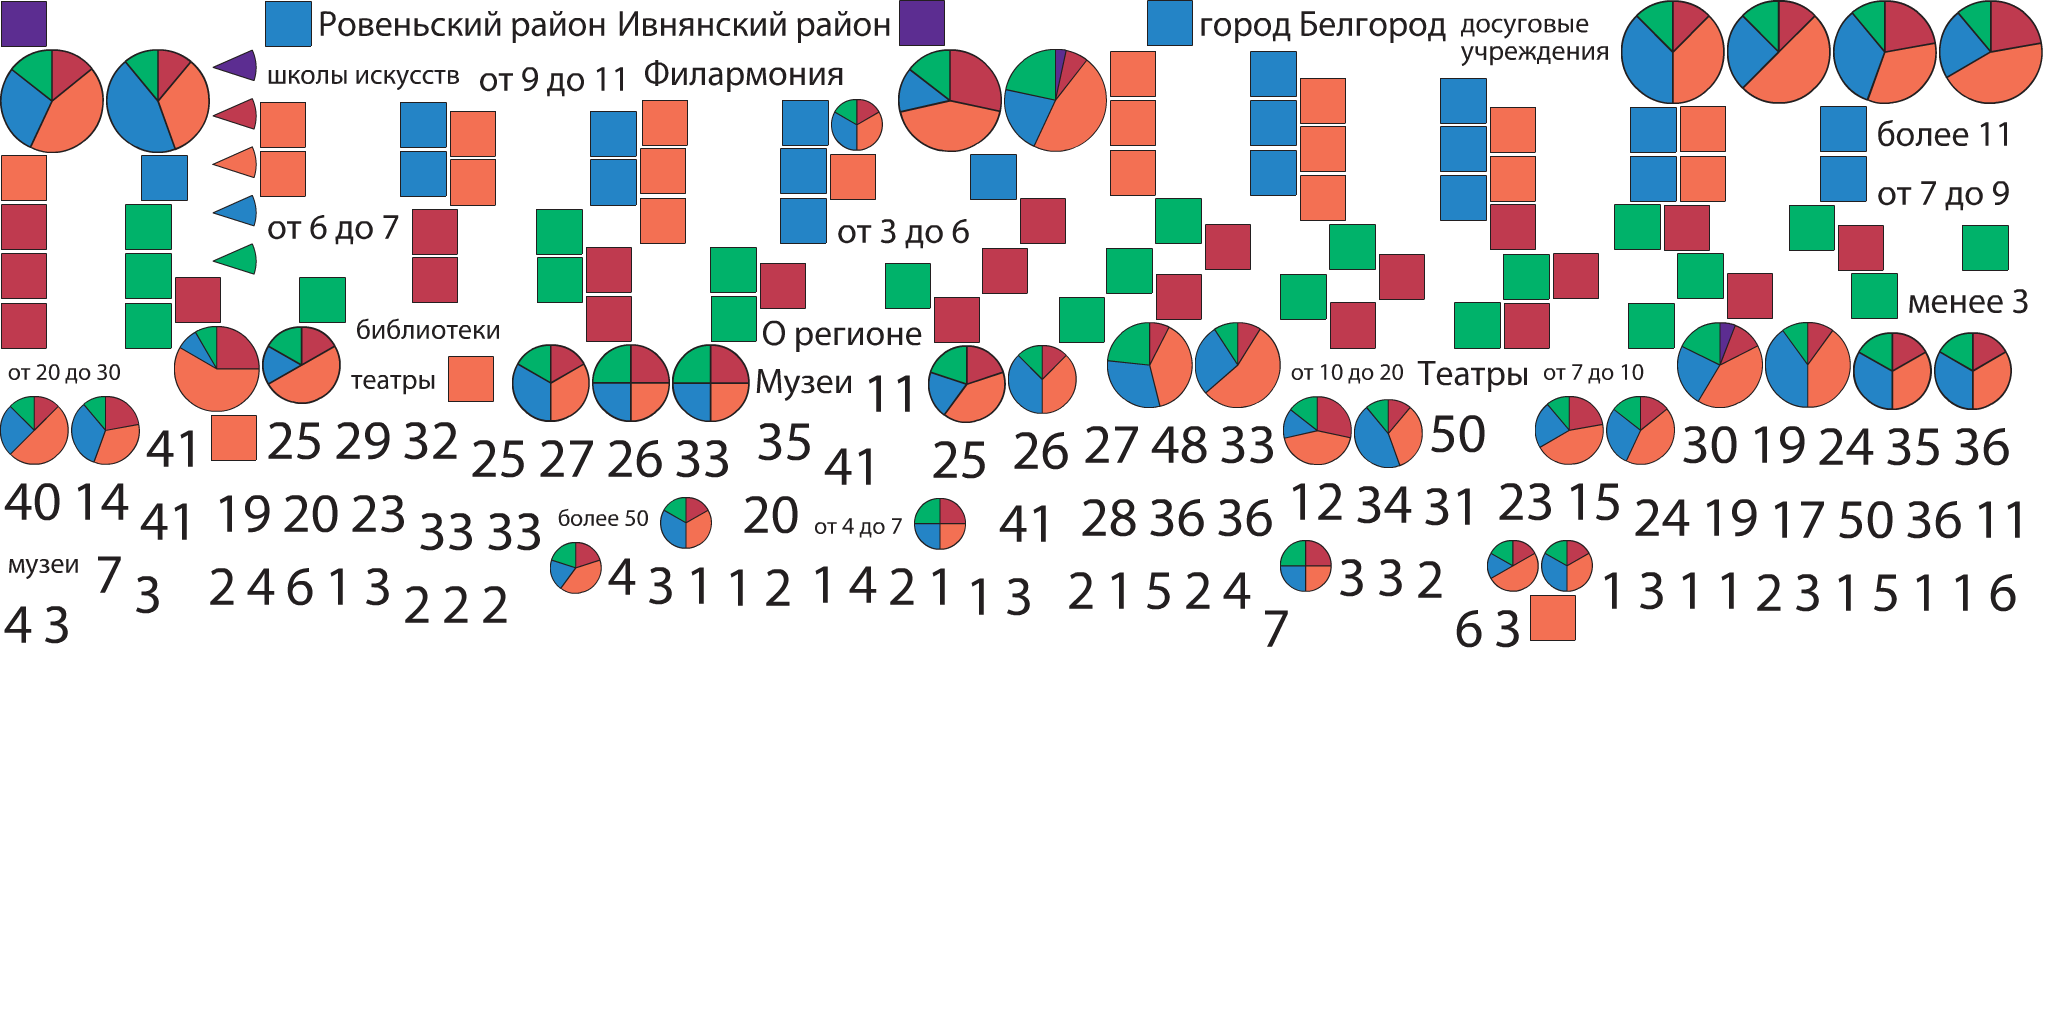 Ровеньский район Ивнянский район
город Белгород
досуговые
учреждения
школы искусств
от 9 до 11
Филармония
более 11
от 7 до 9
от 6 до 7
от 3 до 6
менее 3
библиотеки
О регионе
от 20 до 30
театры
Музеи
11
от 10 до 20
Театры
от 7 до 10
41
25 29 32
25 27 26 33
35
41
25
26
27 48 33
50
30 19 24 35 36
40 14
41
19 20 23
33 33
более 50
20
от 4 до 7
41
28 36 36
12 34 31
23 15
24 19 17 50 36 11
музеи
7
3
2 4 6 1 3
2 2 2
4 3 1 1 2
1 4 2 1
1 3
2 1 5 2 4
3 3 2
1 3 1 1 2 3 1 5 1 1 6
4 3
7
6 3